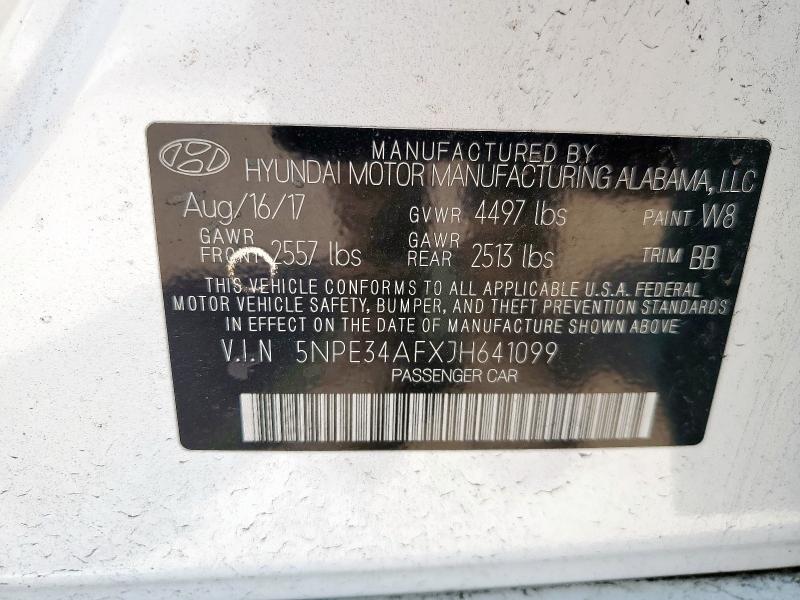 MANUFACTURED BY
HYUNDAI MOTOR MANUFACTURING ALABAMA, LLC
Aug/16/17 GVWR 4497 lbs PAINT W8
GAWR FRONT 2557 lbs GAWR REAR 2513 lbs TRIM BB
THIS VEHICLE CONFORMS TO ALL APPLICABLE U.S.A. FEDERAL
MOTOR VEHICLE SAFETY, BUMPER, AND THEFT PREVENTION STANDARDS
IN EFFECT ON THE DATE OF MANUFACTURE SHOWN ABOVE
V.I.N 5NPE34AFXJH641099
PASSENGER CAR